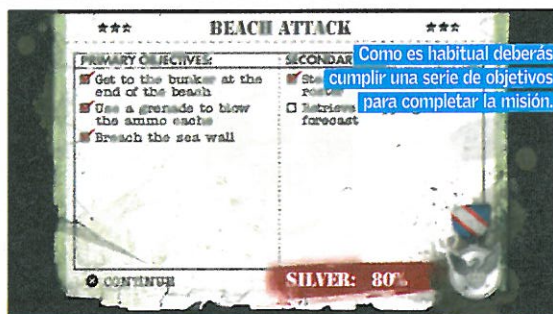 BEACH ATTACK
PRIMARY OBJECTIVES:
Get to the bunker at the
end of the beach
Use a grenade to blow
the ammo cache
Breach the sea wall
Como es habitual deberás
cumplir una serie de objetivos
para completar la misión.
Retrieve
forecast
CONTINUE
SILVER: 80%